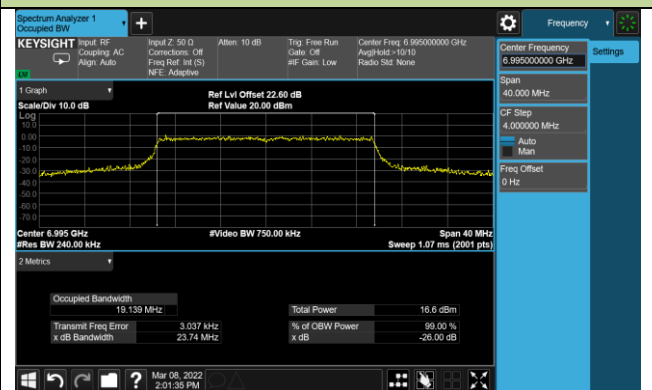 Spectrum Analyzer 1
Occupied BW
Frequency
KEYSIGHT
Input: RF
Coupling: AC
Align: Auto
Input Z: 50 Ω
Corrections: Off
Freq Ref: Int (S)
NFE: Adaptive
Atten: 10 dB
Trig: Free Run
Gate: Off
#IF Gain: Low
Center Freq: 6.995000000 GHz
Avg|Hold:>10/10
Radio Std: None
Center Frequency
6.995000000 GHz
Settings
Span
40.000 MHz
CF Step
4.000000 MHz
Auto
Man
Freq Offset
0 Hz
1 Graph
Ref Lvl Offset 22.60 dB
Scale/Div 10.0 dB
Ref Value 20.00 dBm
Log
10.0
0.00
-10.0
-20.0
-30.0
-40.0
-50.0
-60.0
-70.0
Center 6.995 GHz
#Video BW 750.00 kHz
Span 40 MHz
#Res BW 240.00 kHz
Sweep 1.07 ms (2001 pts)
2 Metrics
Occupied Bandwidth
19.139 MHz
Total Power
16.6 dBm
Transmit Freq Error
3.037 kHz
% of OBW Power
99.00 %
x dB Bandwidth
23.74 MHz
x dB
-26.00 dB
?
Mar 08, 2022
2:01:35 PM